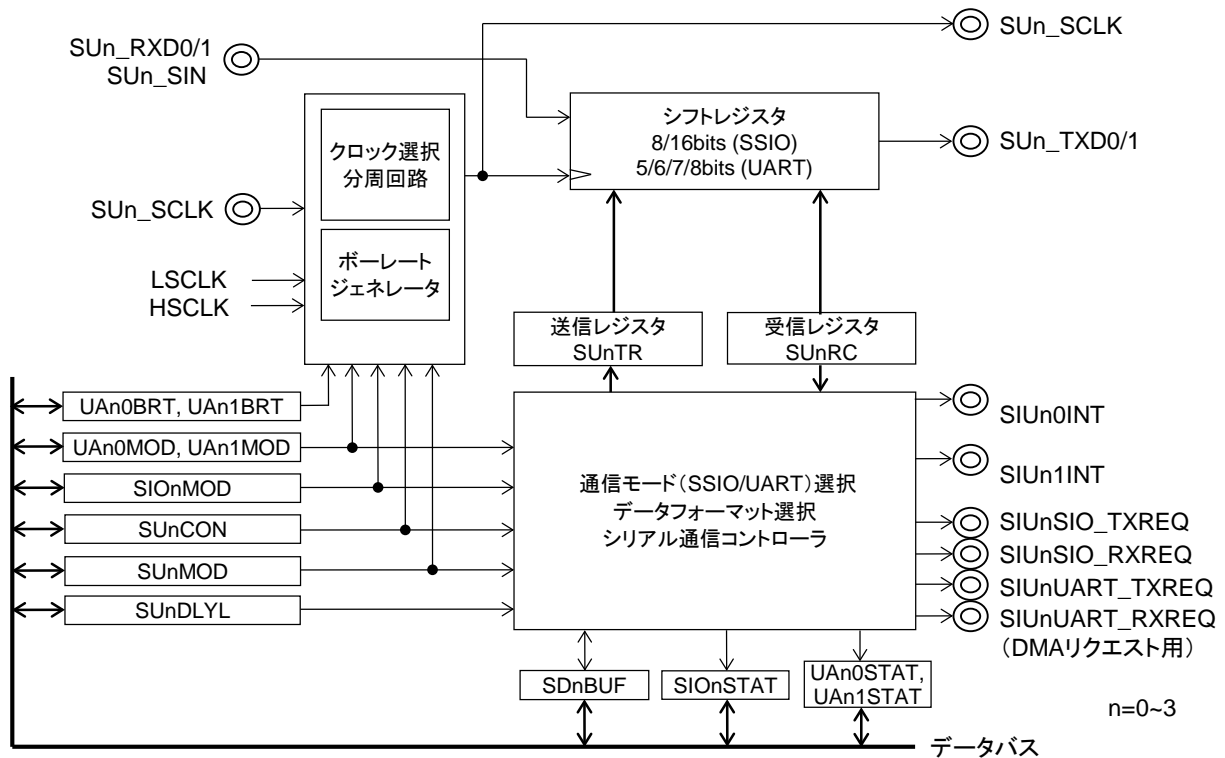 SUn_RXD0/1
SUn_SIN
SUn_SCLK
クロック選択
分周回路
ボーレート
ジェネレータ
シフトレジスタ
8/16bits (SSIO)
5/6/7/8bits (UART)
SUn_TXD0/1
SUn_SCLK
LSCLK
HSCLK
送信レジスタ
SUnTR
受信レジスタ
SUnRC
UAn0BRT, UAn1BRT
UAn0MOD, UAn1MOD
SIOnMOD
SUnCON
SUnMOD
SUnDLYL
通信モード(SSIO/UART)選択
データフォーマット選択
シリアル通信コントローラ
SIUn0INT
SIUn1INT
SIUnSIO_TXREQ
SIUnSIO_RXREQ
SIUnUART_TXREQ
SIUnUART_RXREQ
(DMAリクエスト用)
SDnBUF
SIOnSTAT
UAn0STAT,
UAn1STAT
n=0~3
データバス